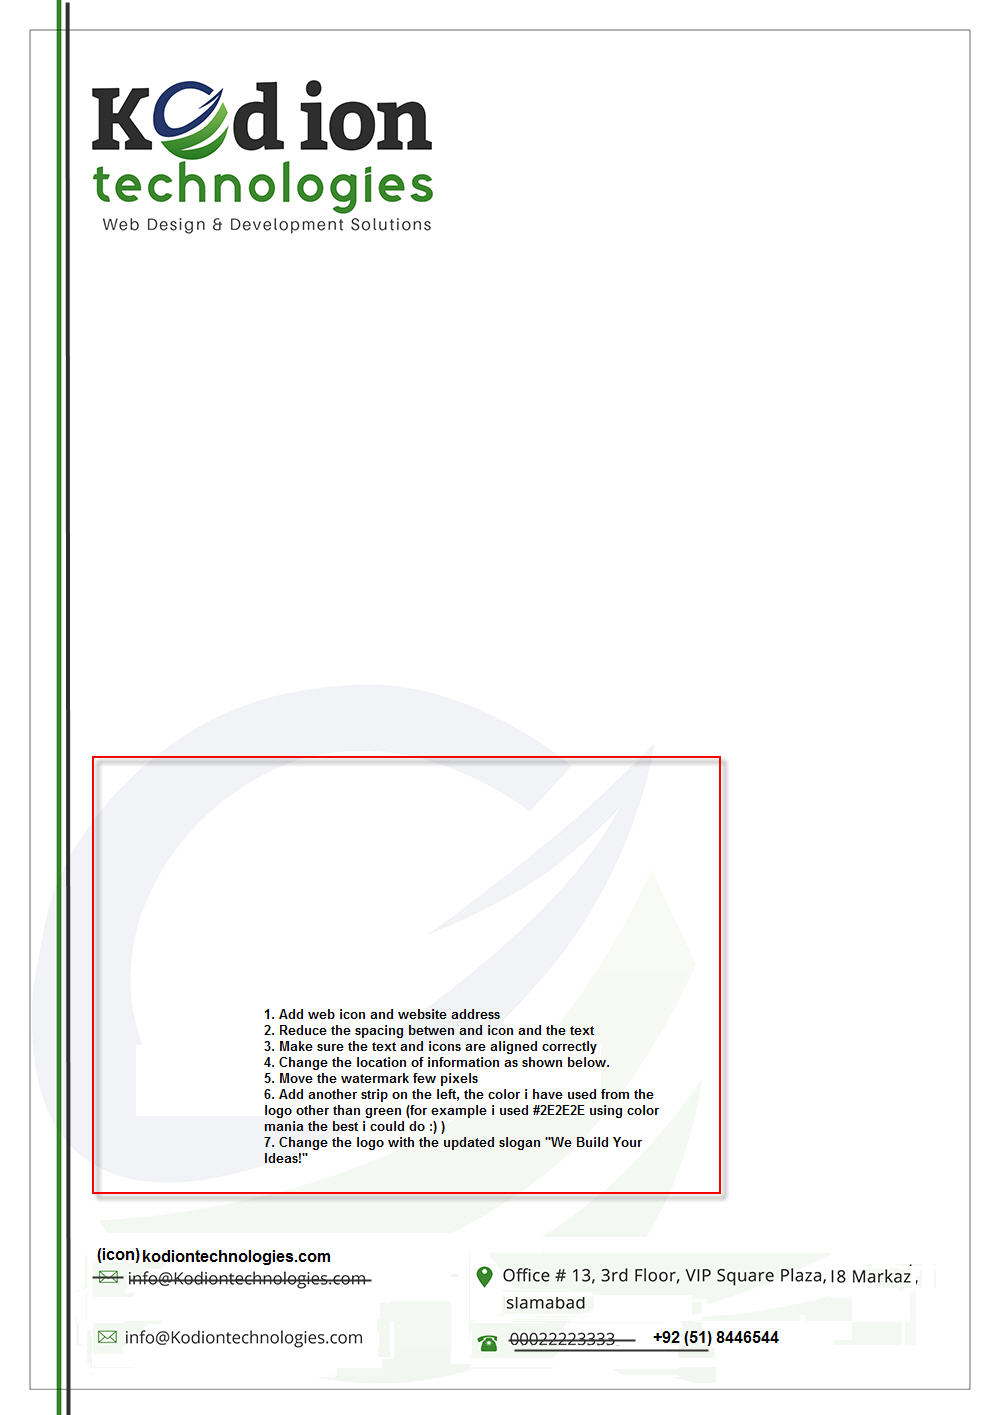 Kodion
technologies
Web Design & Development Solutions
1. Add web icon and website address
2. Reduce the spacing betwen and icon and the text
3. Make sure the text and icons are aligned correctly
4. Change the location of information as shown below.
5. Move the watermark few pixels
6. Add another strip on the left, the color i have used from the
logo other than green (for example i used #2E2E2E using color
mania the best i could do :) )
7. Change the logo with the updated slogan "We Build Your
Ideas!"
(icon) kodiontechnologies.com
info@Kodiontechnologies.com
info@Kodiontechnologies.com
Office # 13, 3rd Floor, VIP Square Plaza, I8 Markaz ,
slamabad
00022223333 +92 (51) 8446544